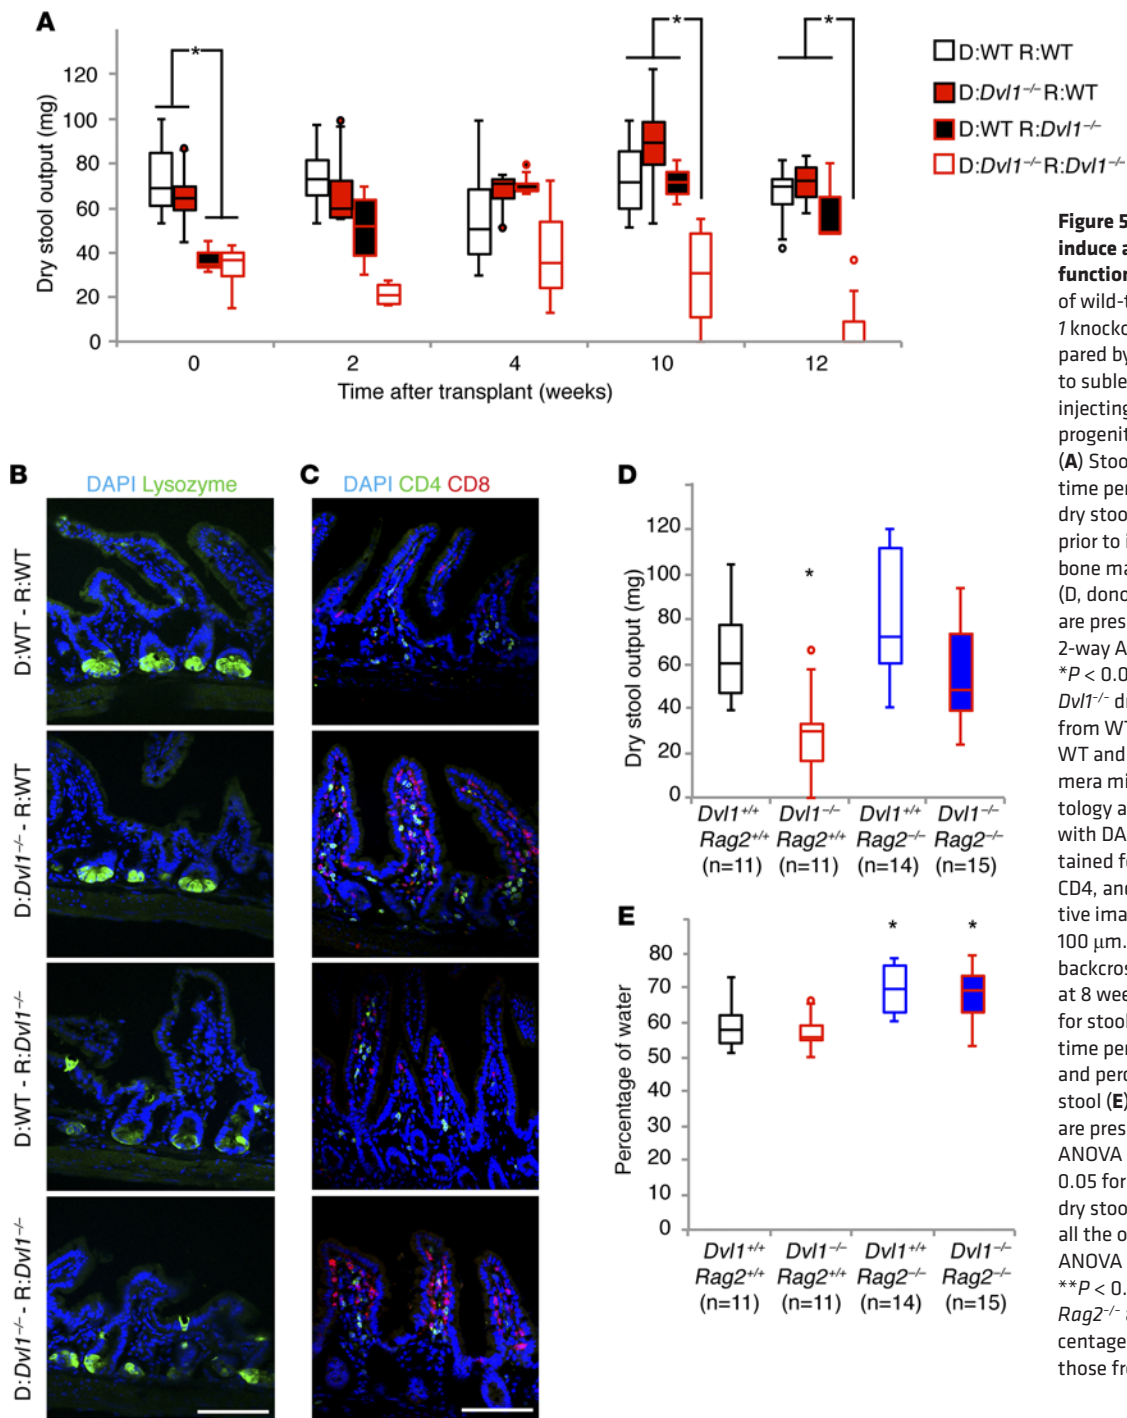 A
Dry stool output (mg)
120
100
80
60
40
20
0
*
*
*
0 2 4 10 12
Time after transplant (weeks)
D:WT R:WT
D:Dvl1–/– R:WT
D:WT R:Dvl1–/–
D:Dvl1–/– R:Dvl1–/–
Figure 5
induce a
function
of wild-t
1 knocko
pared by
to suble
injecting
progenit
(A) Stoo
time per
dry stoo
prior to i
bone ma
(D, dono
are pres
2-way A
*P < 0.0
Dvl1–/– dr
from WT
WT and
mera mi
tology a
with DA
tained fo
CD4, and
tive ima
100 μm.
backcros
at 8 wee
for stool
time per
and perc
stool (E)
are pres
ANOVA
0.05 for
dry stoo
all the o
ANOVA
**P < 0.
Rag2–/– 
centage
those fr
B
DAPI Lysozyme
C
DAPI CD4 CD8
D:WT - R:WT
D:Dvl1–/– - R:WT
D:WT - R:Dvl1–/–
D:Dvl1–/– - R:Dvl1–/–
D
Dry stool output (mg)
120
100
80
60
40
20
0
*
Dvl1+/+ Dvl1–/– Dvl1+/+ Dvl1–/–
Rag2+/+ Rag2+/+ Rag2–/– Rag2–/–
(n=11) (n=11) (n=14) (n=15)
E
Percentage of water
80
70
60
50
40
30
20
10
0
* *
Dvl1+/+ Dvl1–/– Dvl1+/+ Dvl1–/–
Rag2+/+ Rag2+/+ Rag2–/– Rag2–/–
(n=11) (n=11) (n=14) (n=15)